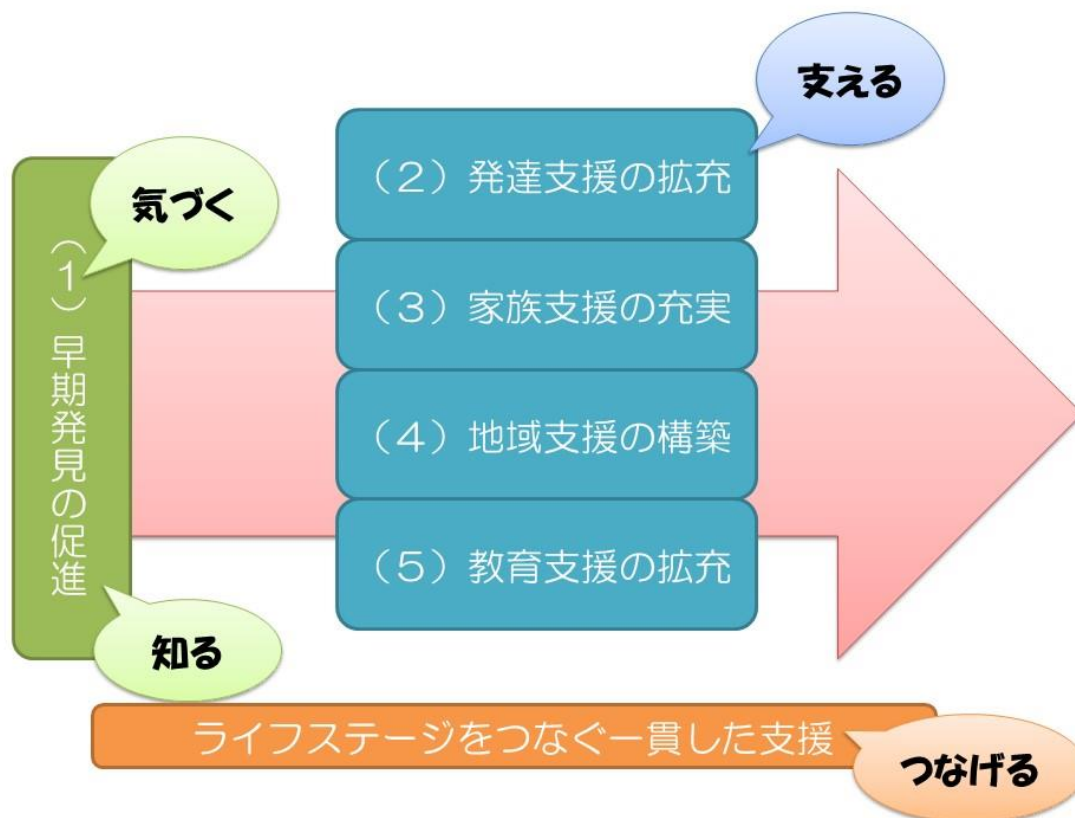 支える
気づく
(1)早期発見の促進
(2)発達支援の拡充
(3)家族支援の充実
(4)地域支援の構築
(5)教育支援の拡充
知る
ライフステージをつなぐ一貫した支援
つなげる